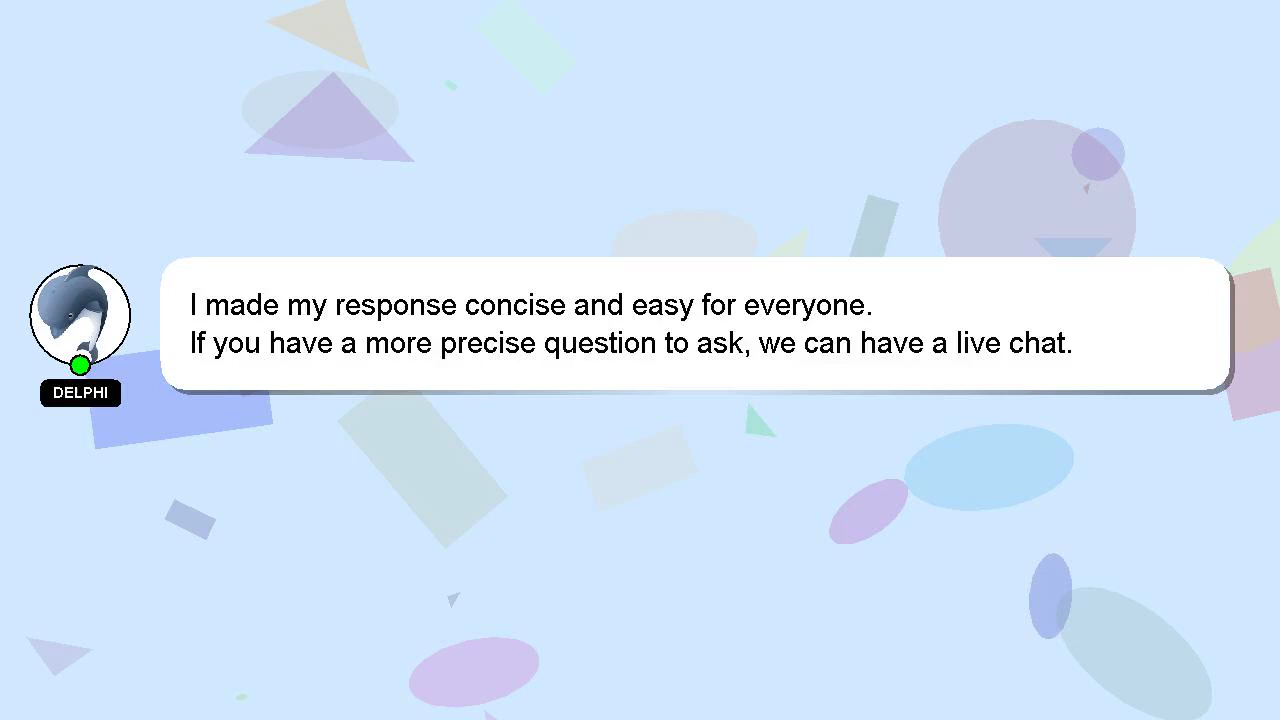 I made my response concise and easy for everyone.
If you have a more precise question to ask, we can have a live chat.
DELPHI